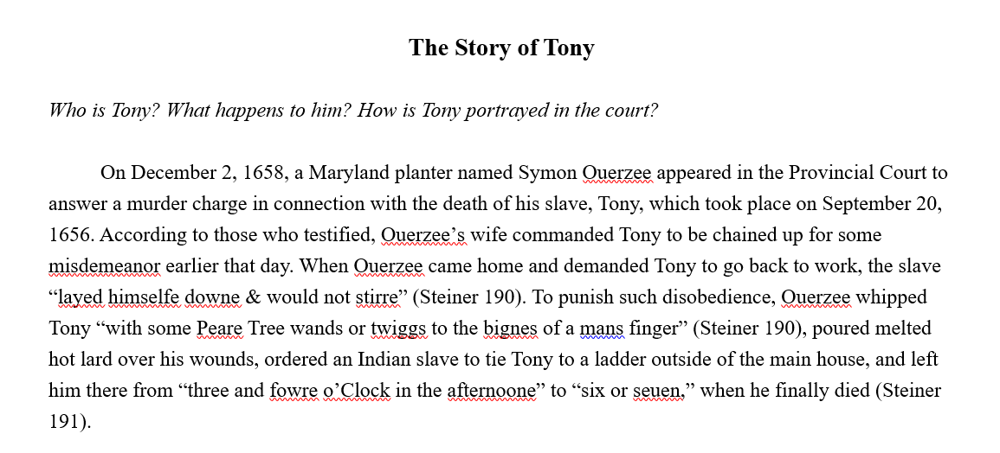 The Story of Tony
Who is Tony? What happens to him? How is Tony portrayed in the court?
On December 2, 1658, a Maryland planter named Symon Ouerzee appeared in the Provincial Court to
answer a murder charge in connection with the death of his slave, Tony, which took place on September 20,
1656. According to those who testified, Ouerzee’s wife commanded Tony to be chained up for some
misdemeanor earlier that day. When Ouerzee came home and demanded Tony to go back to work, the slave
“layed himselfe downe & would not stirre” (Steiner 190). To punish such disobedience, Ouerzee whipped
Tony “with some Peare Tree wands or twiggs to the bignes of a mans finger” (Steiner 190), poured melted
hot lard over his wounds, ordered an Indian slave to tie Tony to a ladder outside of the main house, and left
him there from “three and fowre o’Clock in the afternoone” to “six or seuen,” when he finally died (Steiner
191).